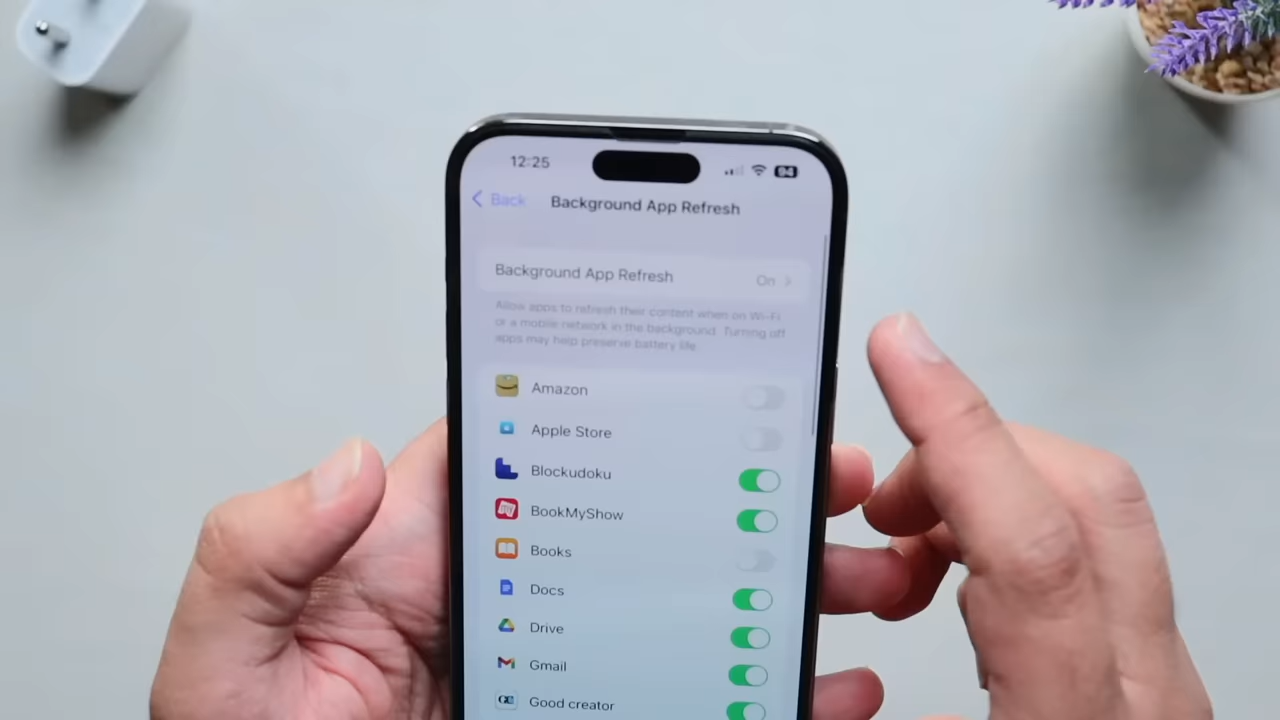 12:25
84
Back
Background App Refresh
Background App Refresh
On
Allow apps to refresh their content when on Wi-Fi
or a mobile network in the background. Turning off
apps may help preserve battery life.
Amazon
Apple Store
Blockudoku
BookMyShow
Books
Docs
Drive
Gmail
Good creator